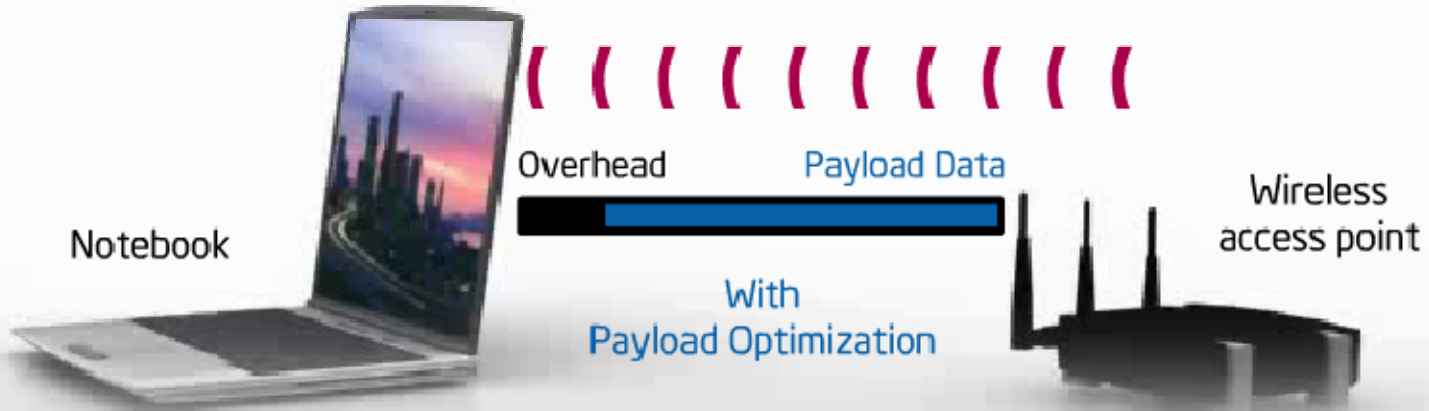 Overhead
Payload Data
Notebook
Wireless
access point
With
Payload Optimization